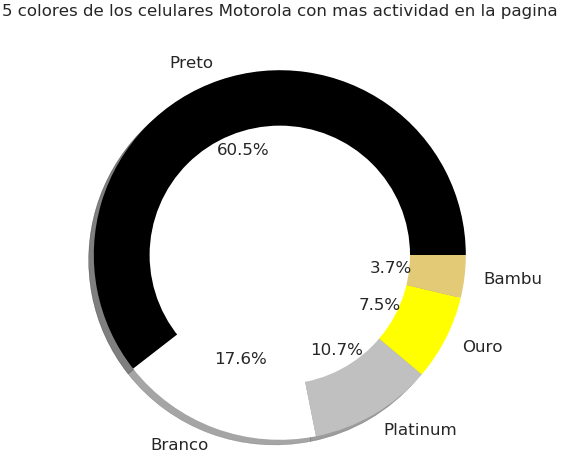 5 colores de los celulares Motorola con mas actividad en la pagina
Preto
60.5%
3.7%
Bambu
7.5%
Ouro
10.7%
17.6%
Platinum
Branco